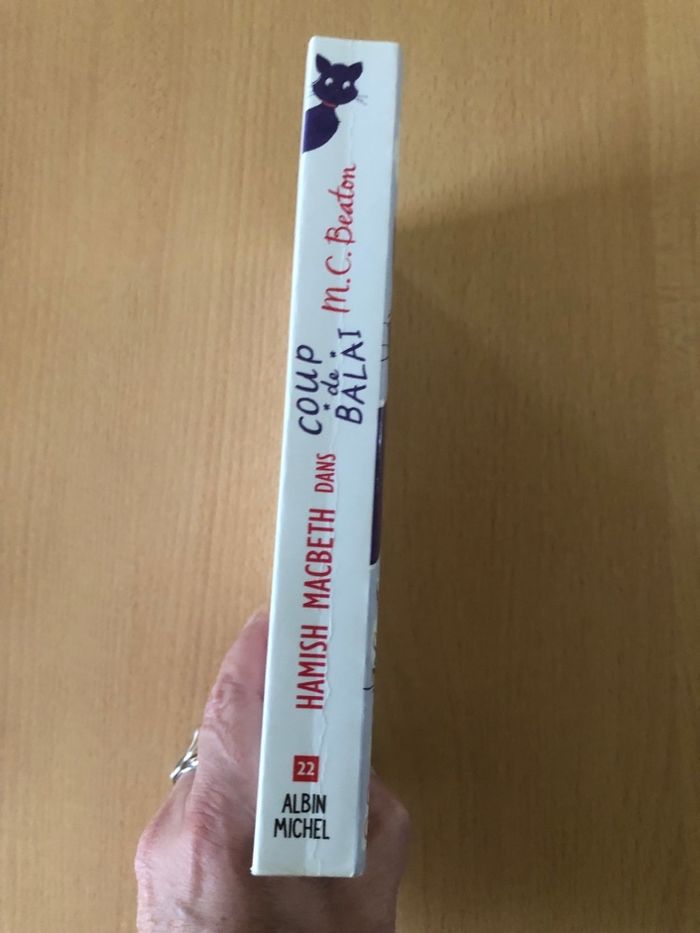 HAMISH MACBETH DANS
COUP
de
BALAI
M.C. Beaton
22
ALBIN
MICHEL